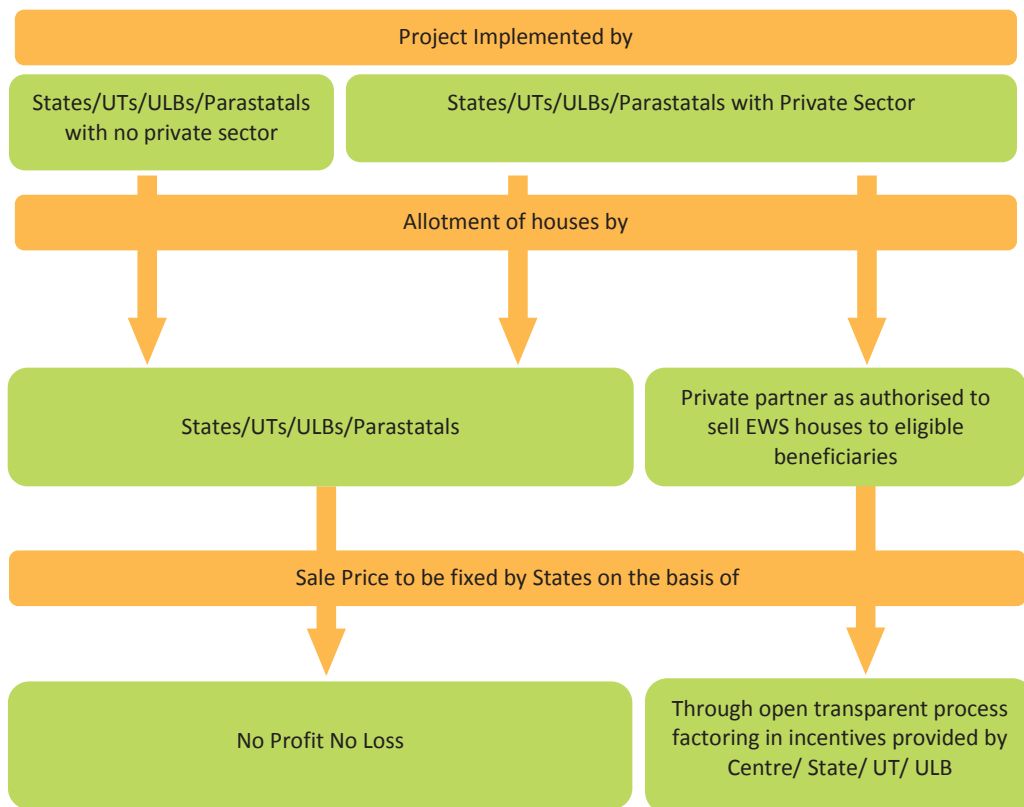 Project Implemented by
States/UTs/ULBs/Parastatals
with no private sector
States/UTs/ULBs/Parastatals with Private Sector
Allotment of houses by
States/UTs/ULBs/Parastatals
Private partner as authorised to
sell EWS houses to eligible
beneficiaries
Sale Price to be fixed by States on the basis of
No Profit No Loss
Through open transparent process
factoring in incentives provided by
Centre/ State/ UT/ ULB